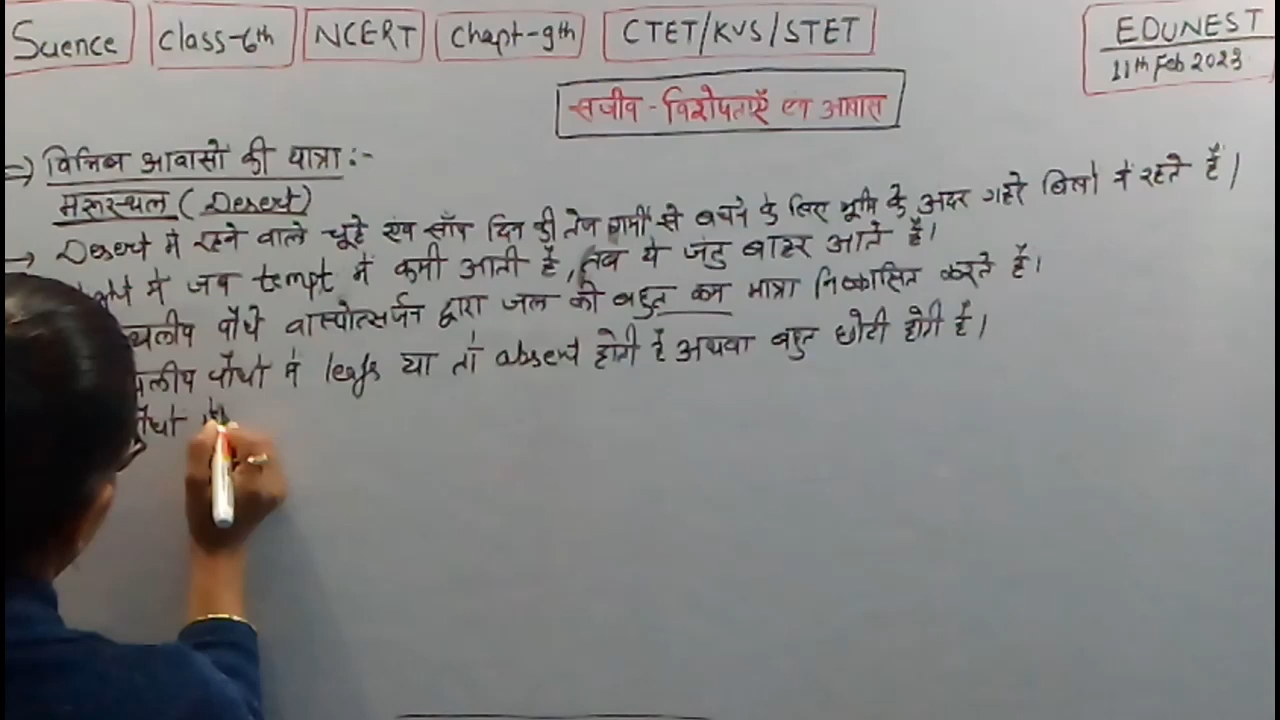 Science class-6th NCERT Chapt-9th CTET/KVS/STET EDUNEST
11th Feb 2023
सजीव - विशेषताएँ एवं आवास
=> विभिन्न आवासों की यात्रा :-
मरुस्थल (Desert)
→ Desert में रहने वाले चूहे एवं साँप दिन की तेज गर्मी से बचने के लिए भूमि के अंदर गहरे बिलों में रहते हैं।
में जब tempt में कमी आती है, तब ये जंतु बाहर आते हैं।
पौधे वाष्पोत्सर्जन द्वारा जल की बहुत कम मात्रा निष्कासित करते हैं।
पौधों में leafs या तो absent होती हैं अथवा बहुत छोटी होती हैं।